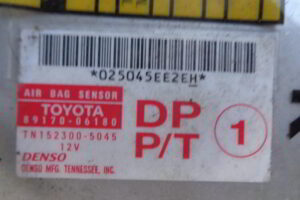 *025045EE2EH*
AIR BAG SENSOR
TOYOTA
89170-06180
TN152300-5045
12V
DENSO
DENSO MFG. TENNESSEE, INC.
DP
P/T
1